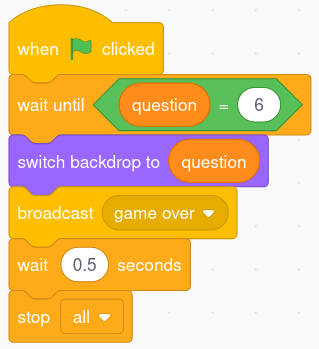 when clicked
wait until question = 6
switch backdrop to question
broadcast game over
wait 0.5 seconds
stop all